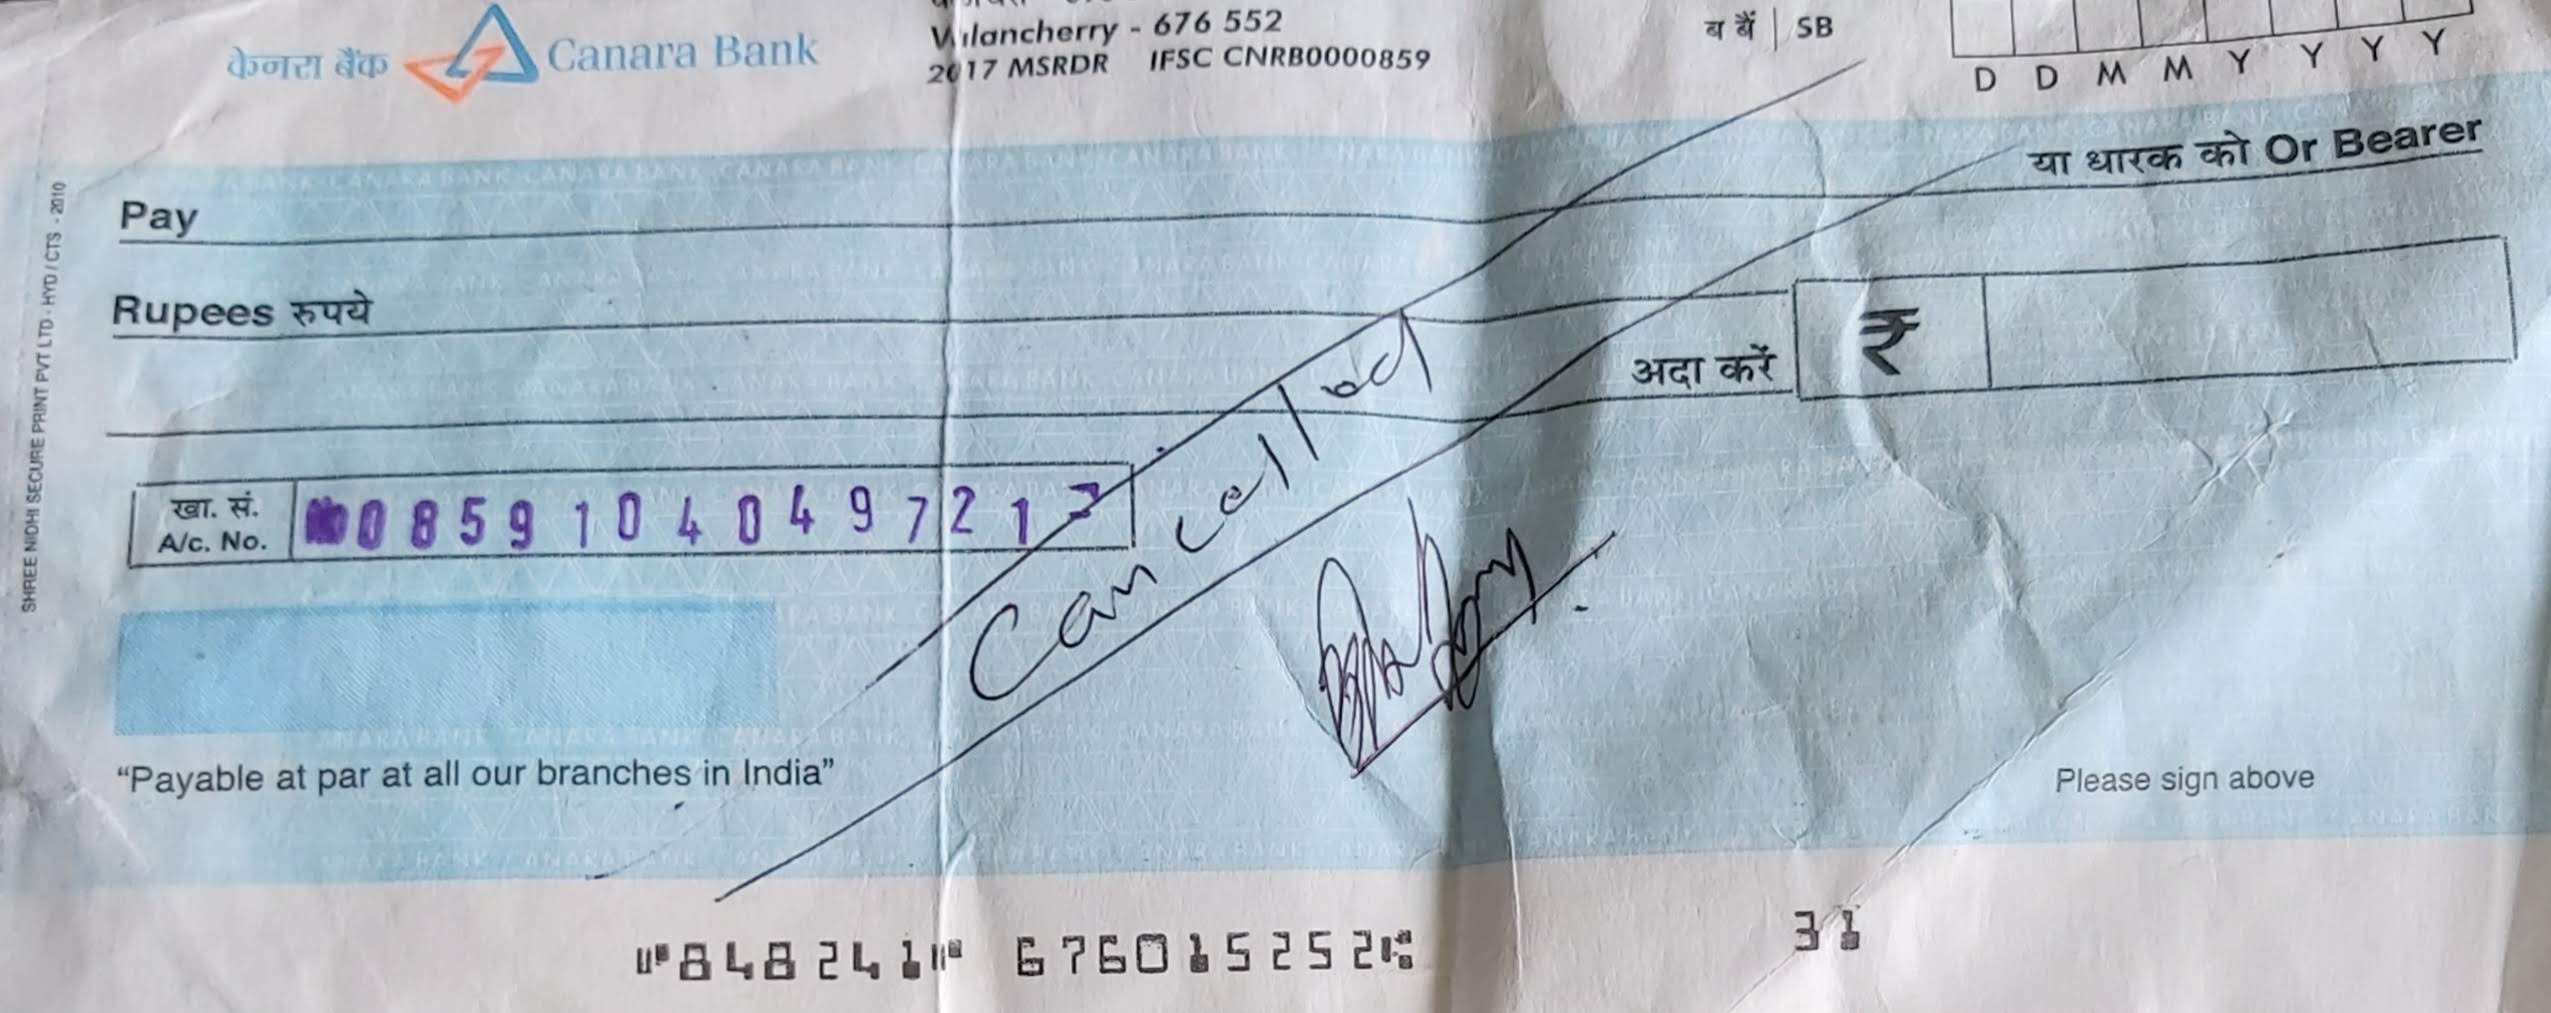 केनरा बैंक Canara Bank
Valancherry - 676 552
2017 MSRDR IFSC CNRB0000859
ब बैं | SB
D D M M Y Y Y Y
Pay
या धारक को Or Bearer
Rupees रुपये
अदा करें ₹
खा. सं.
A/c. No.
0859104049721
Cancelled
"Payable at par at all our branches in India"
Please sign above
SHREE NIDHI SECURE PRINT PVT LTD - HYD / CTS - 2010
⑈848241⑈ 676015252⑆ 31